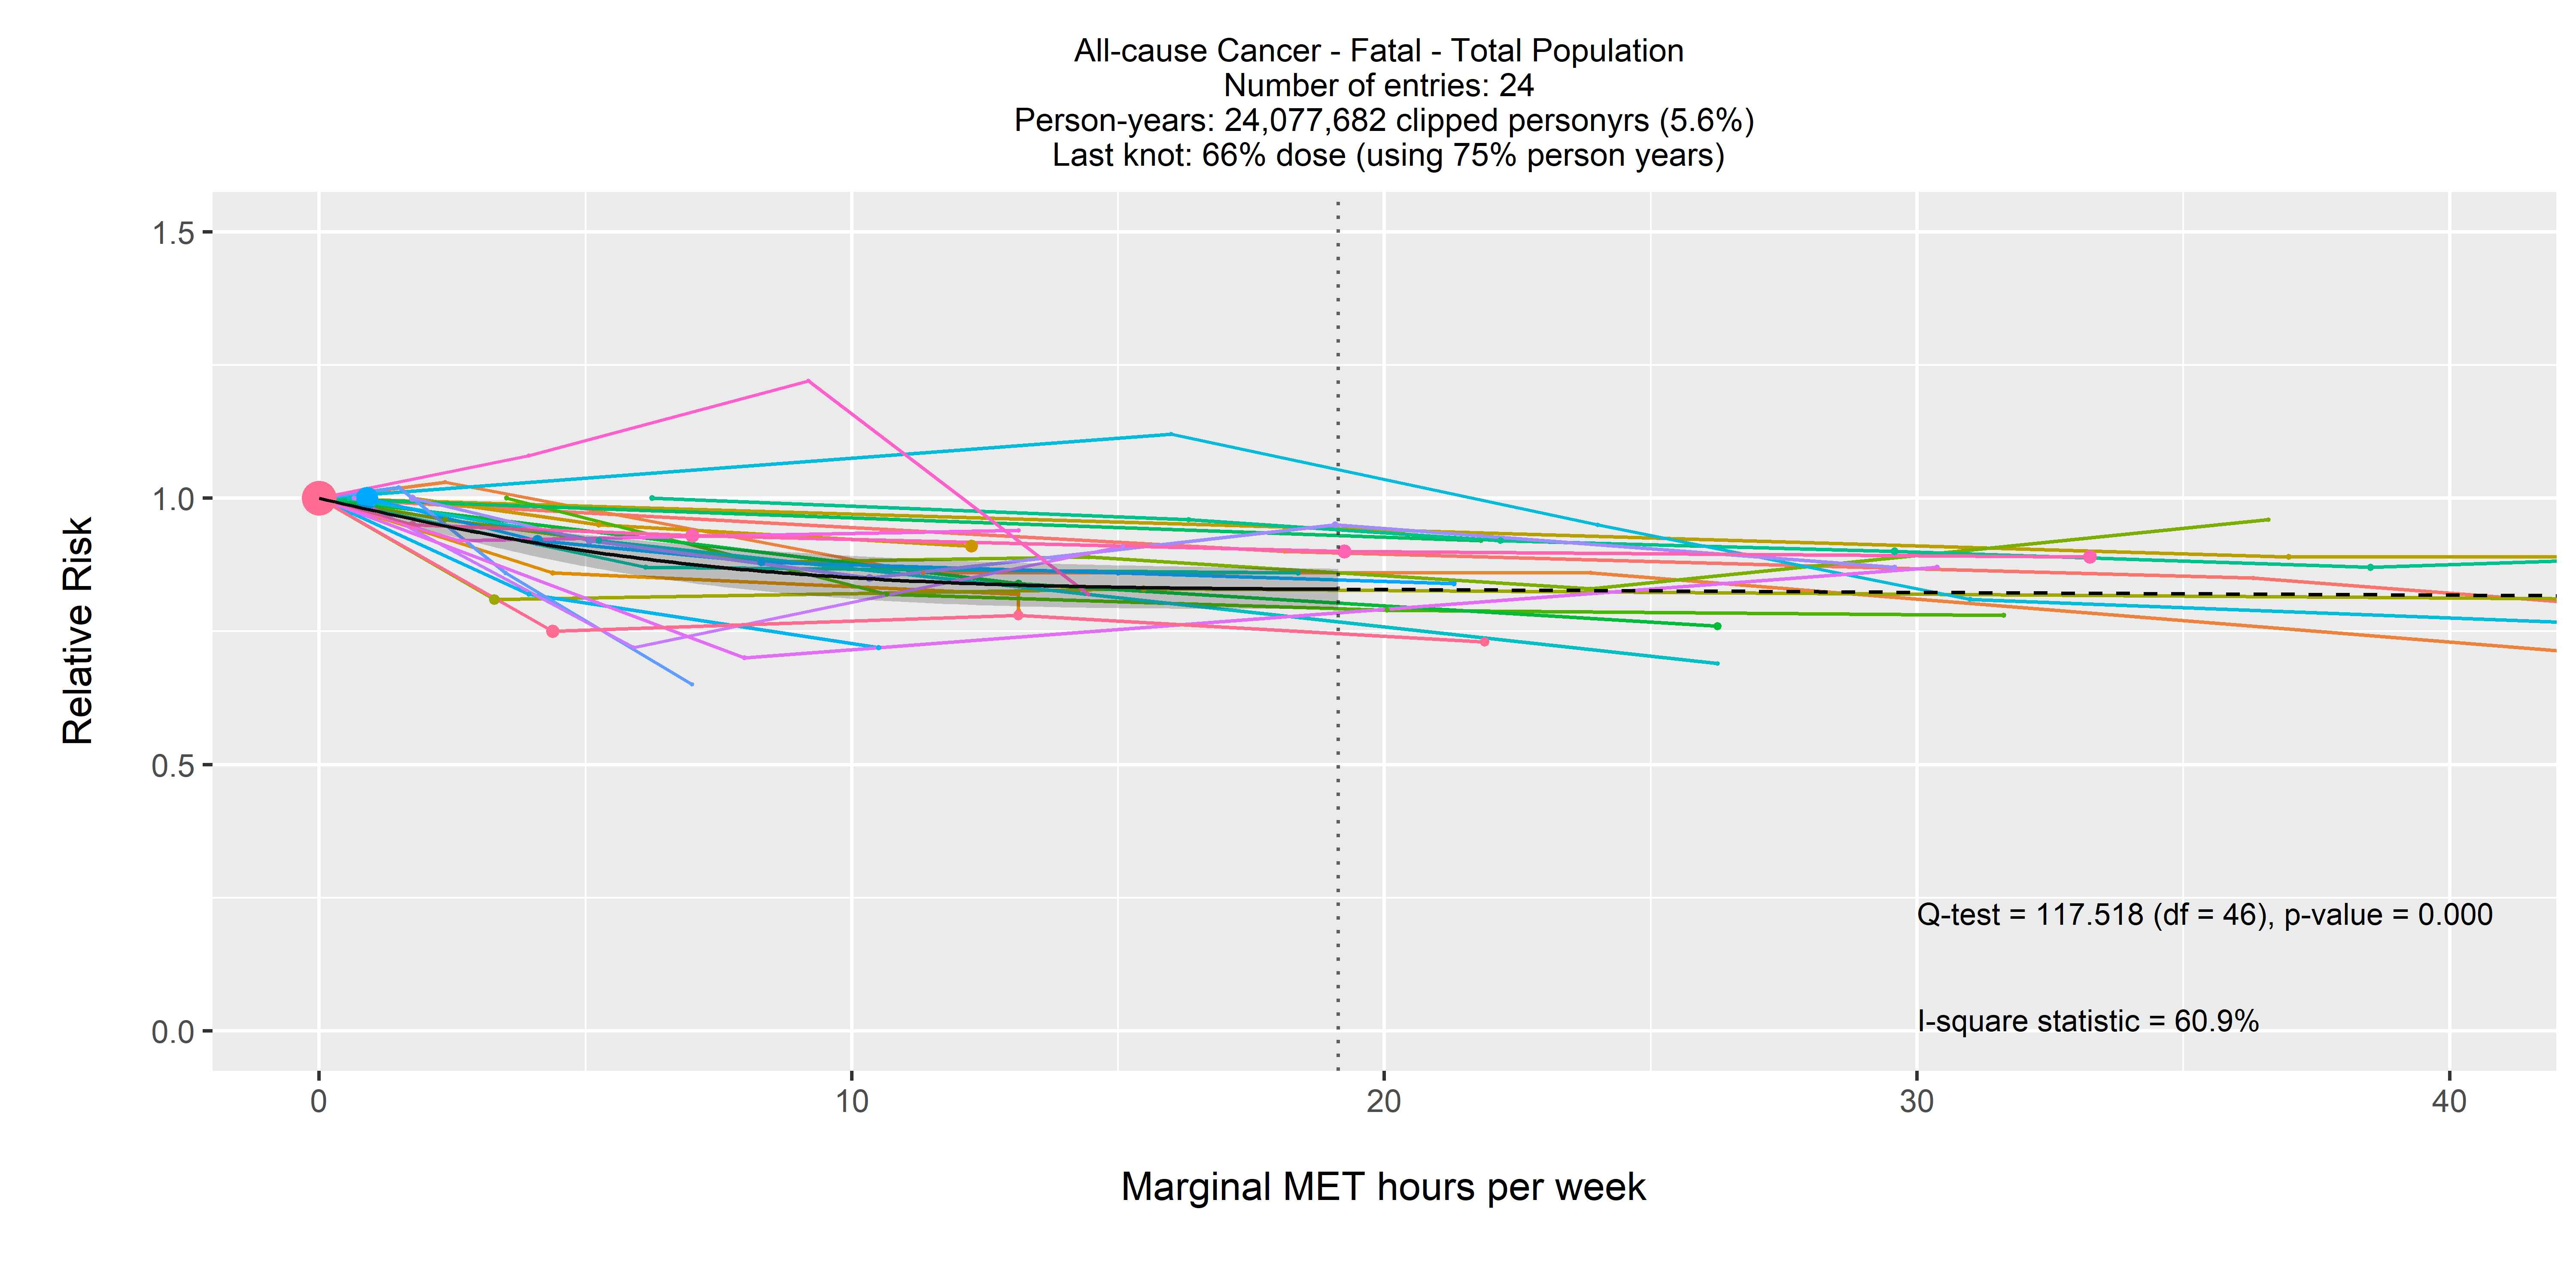 All-cause Cancer - Fatal - Total Population
Number of entries: 24
Person-years: 24,077,682 clipped personyrs (5.6%)
Last knot: 66% dose (using 75% person years)
1.5
1.0
0.5
0.0
Relative Risk
Q-test = 117.518 (df = 46), p-value = 0.000
I-square statistic = 60.9%
0 10 20 30 40
Marginal MET hours per week